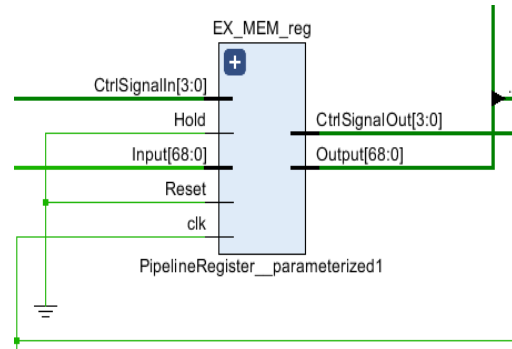 EX_MEM_reg
+
CtrlSignalIn[3:0]
Hold
CtrlSignalOut[3:0]
Input[68:0]
Output[68:0]
Reset
clk
PipelineRegister__parameterized1